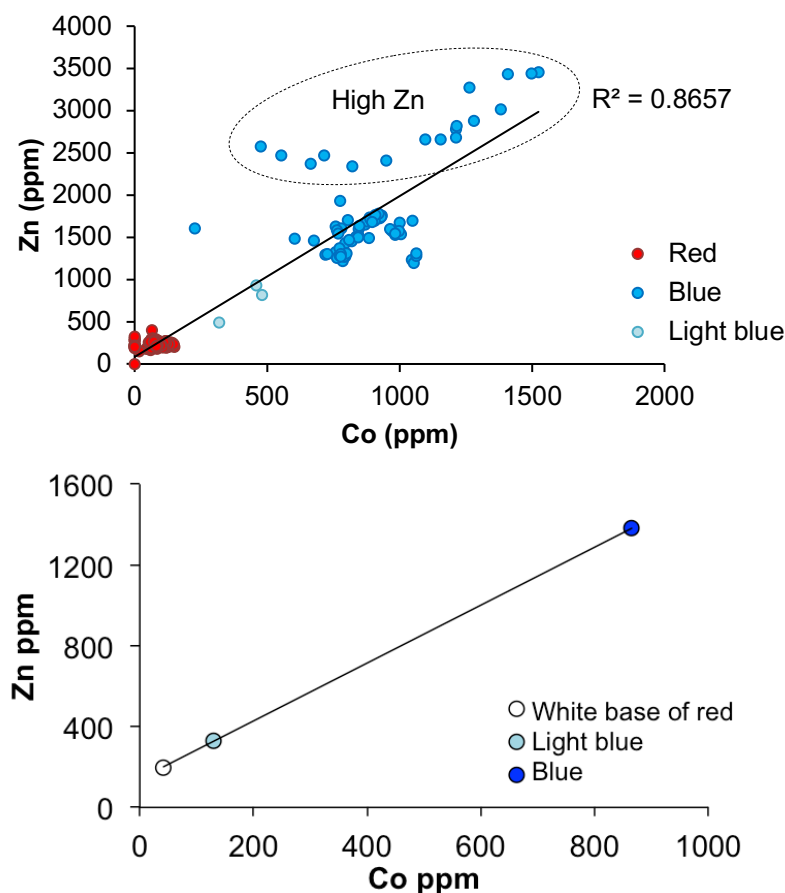 4000
3500
3000
2500
2000
1500
1000
500
0
Zn (ppm)
High Zn
R² = 0.8657
Red
Blue
Light blue
0 500 1000 1500 2000
Co (ppm)
1600
1200
800
400
0
Zn ppm
White base of red
Light blue
Blue
0 200 400 600 800 1000
Co ppm